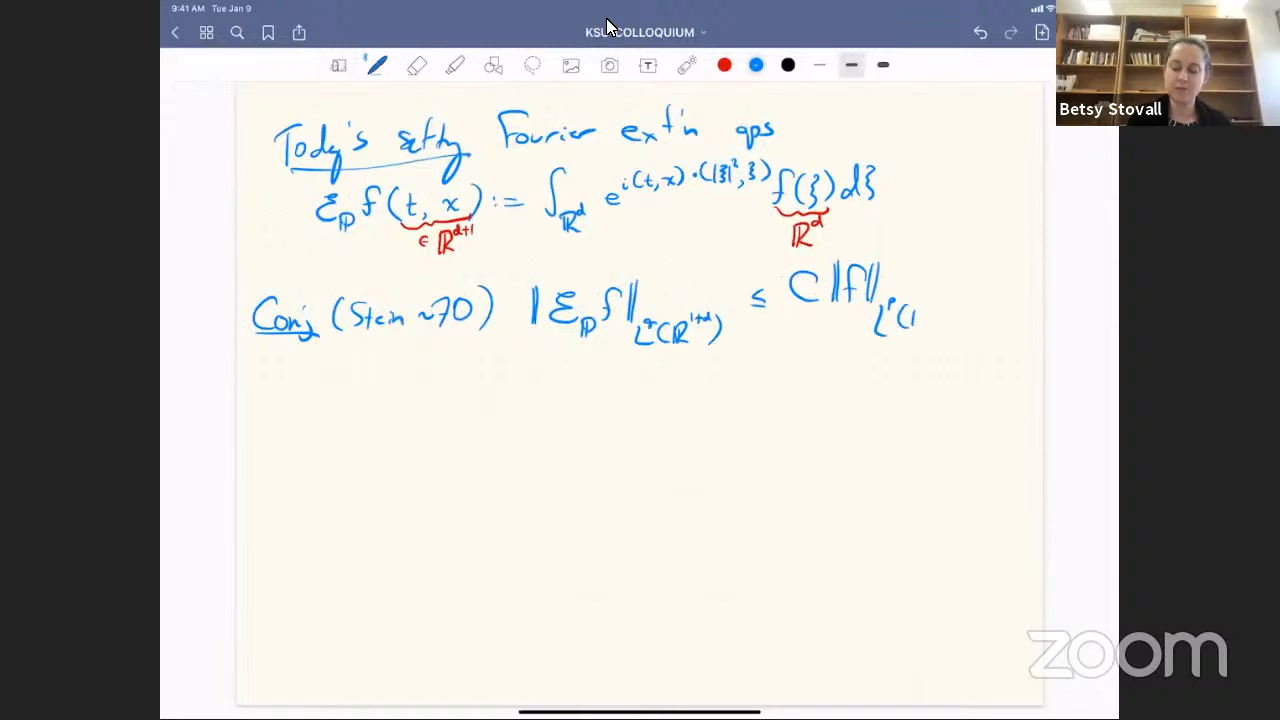 9:41 AM Tue Jan 9
KSU COLLOQUIUM
Betsy Stovall
Today's setting Fourier ext'n ops
ℰ_ℙ f(t, x) := ∫_{ℝ^d} e^{i(t,x)·(|ξ|²,ξ)} f(ξ)dξ
∈ ℝ^{d+1} ℝ^d
Conj (Stein ~70) ‖ℰ_ℙ f‖_{L^q(ℝ^{1+d})} ≤ C‖f‖_{L^p(
zoom